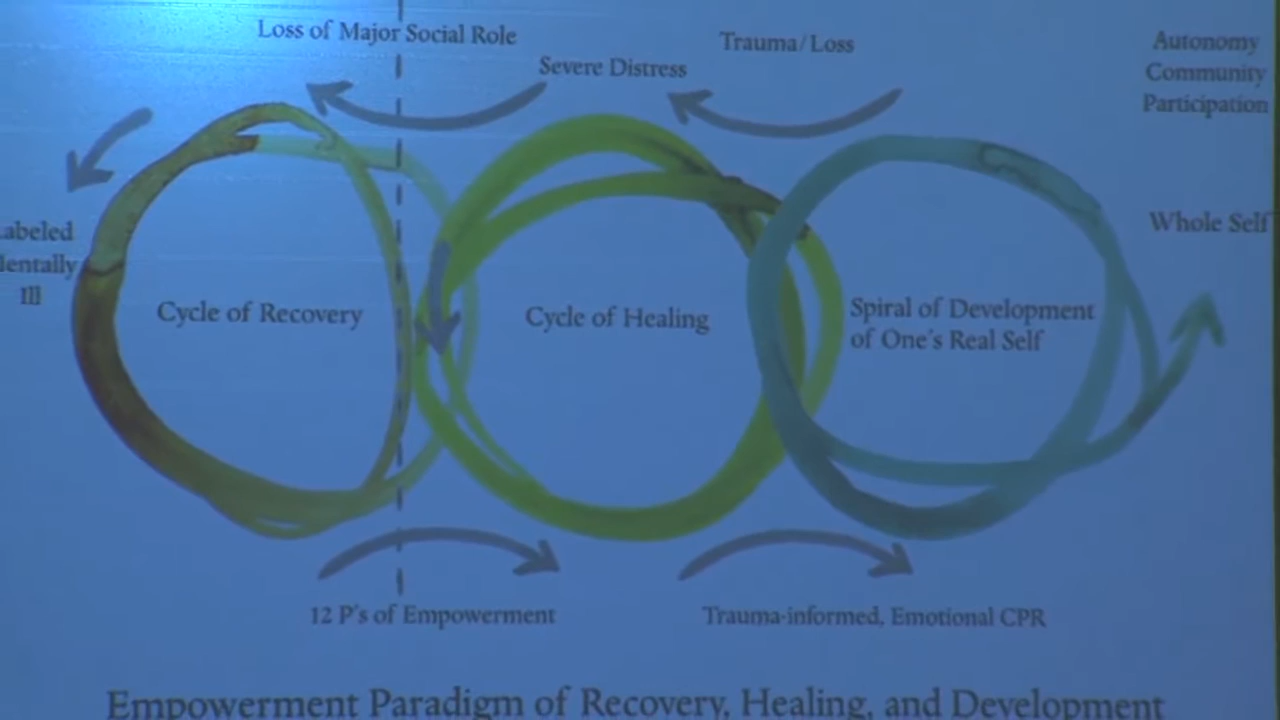 Loss of Major Social Role
Severe Distress
Trauma/Loss
Autonomy
Community
Participation
abeled
entally
Ill
Cycle of Recovery
Cycle of Healing
Spiral of Development
of One's Real Self
Whole Self
12 P's of Empowerment
Trauma-informed, Emotional CPR
Empowerment Paradigm of Recovery, Healing, and Development